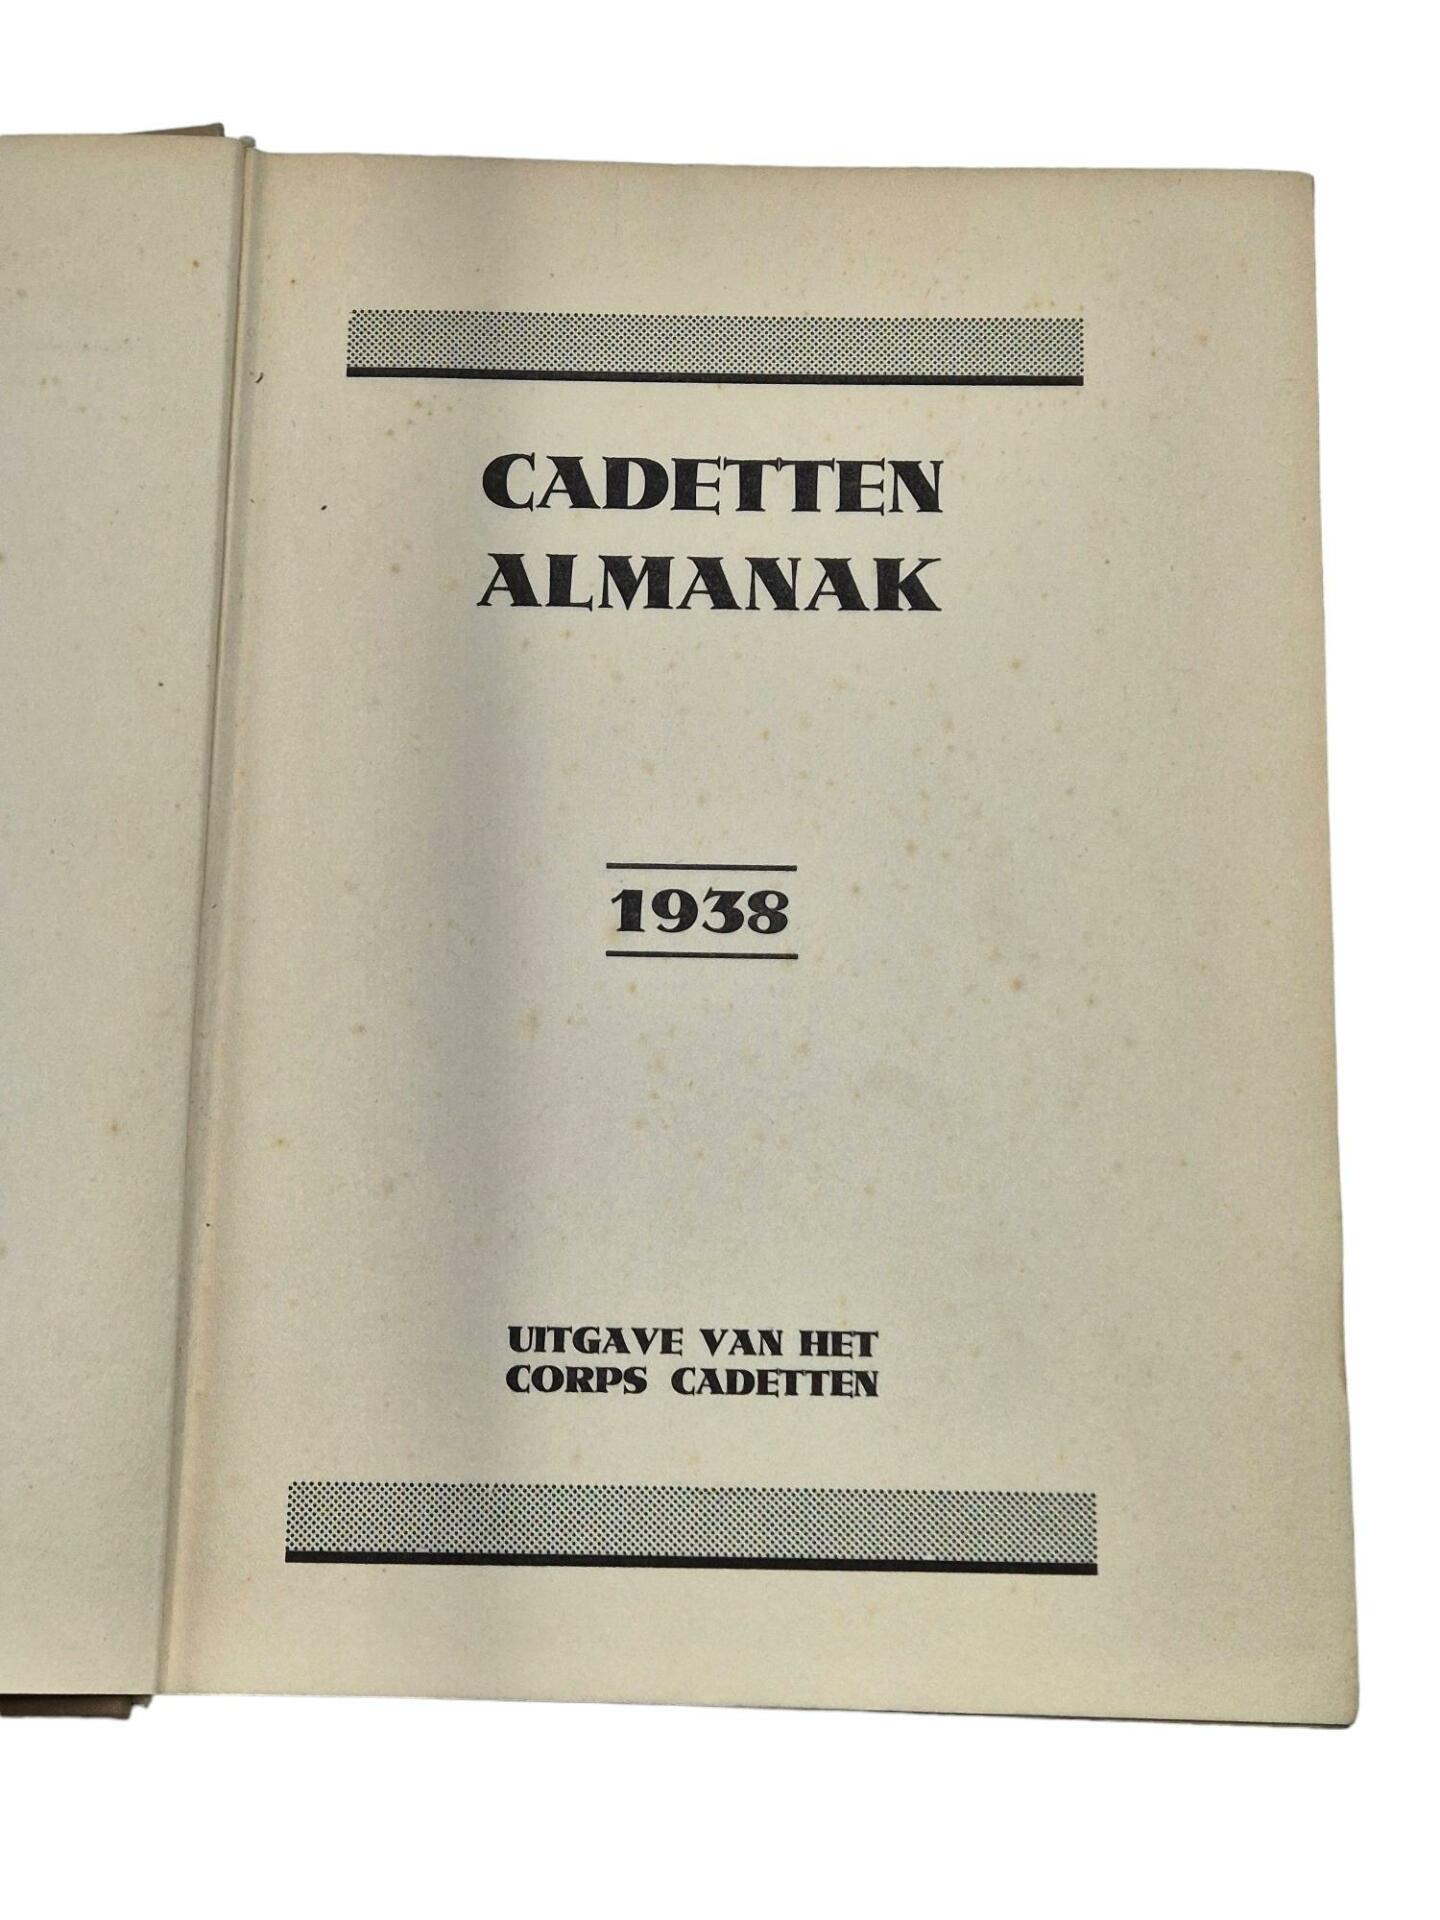 CADETTEN
ALMANAK
1938
UITGAVE VAN HET
CORPS CADETTEN